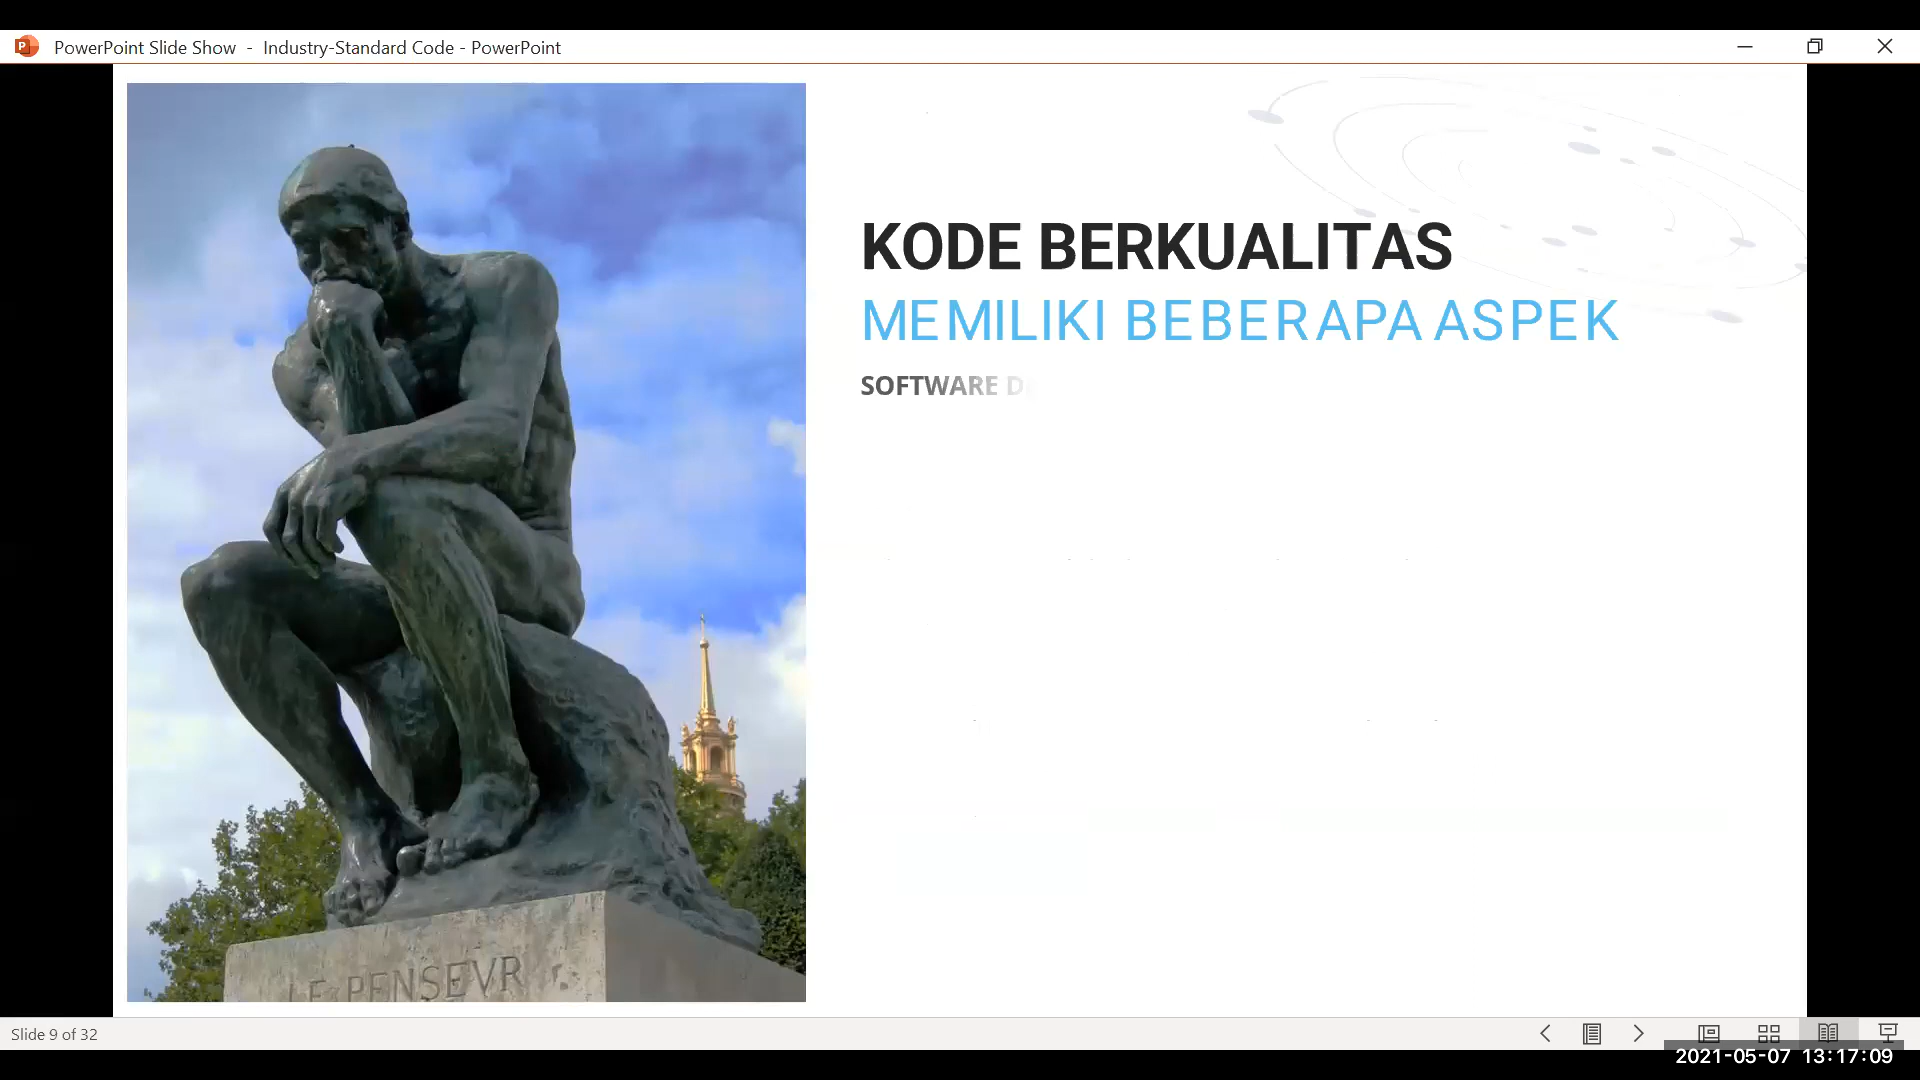 PowerPoint Slide Show - Industry-Standard Code - PowerPoint
KODE BERKUALITAS
MEMILIKI BEBERAPA ASPEK
SOFTWARE D
LE PENSEVR
Slide 9 of 32
2021-05-07 13:17:09